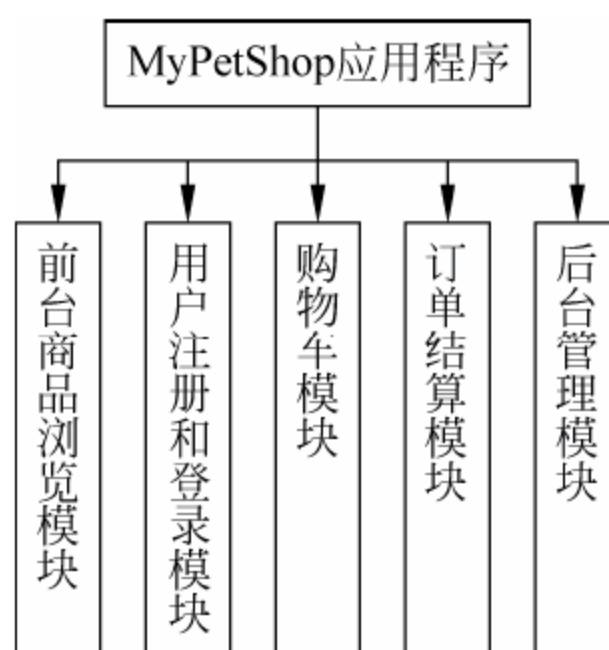 MyPetShop应用程序
前台商品浏览模块
用户注册和登录模块
购物车模块
订单结算模块
后台管理模块